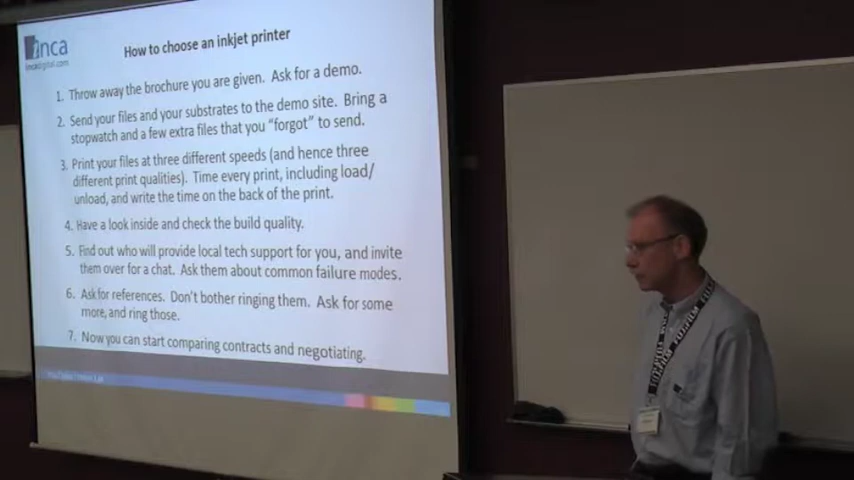 inca
incadigital.com
How to choose an inkjet printer
1. Throw away the brochure you are given. Ask for a demo.
2. Send your files and your substrates to the demo site. Bring a
stopwatch and a few extra files that you “forgot” to send.
3. Print your files at three different speeds (and hence three
different print qualities). Time every print, including load/
unload, and write the time on the back of the print.
4. Have a look inside and check the build quality.
5. Find out who will provide local tech support for you, and invite
them over for a chat. Ask them about common failure modes.
6. Ask for references. Don't bother ringing them. Ask for some
more, and ring those.
7. Now you can start comparing contracts and negotiating.